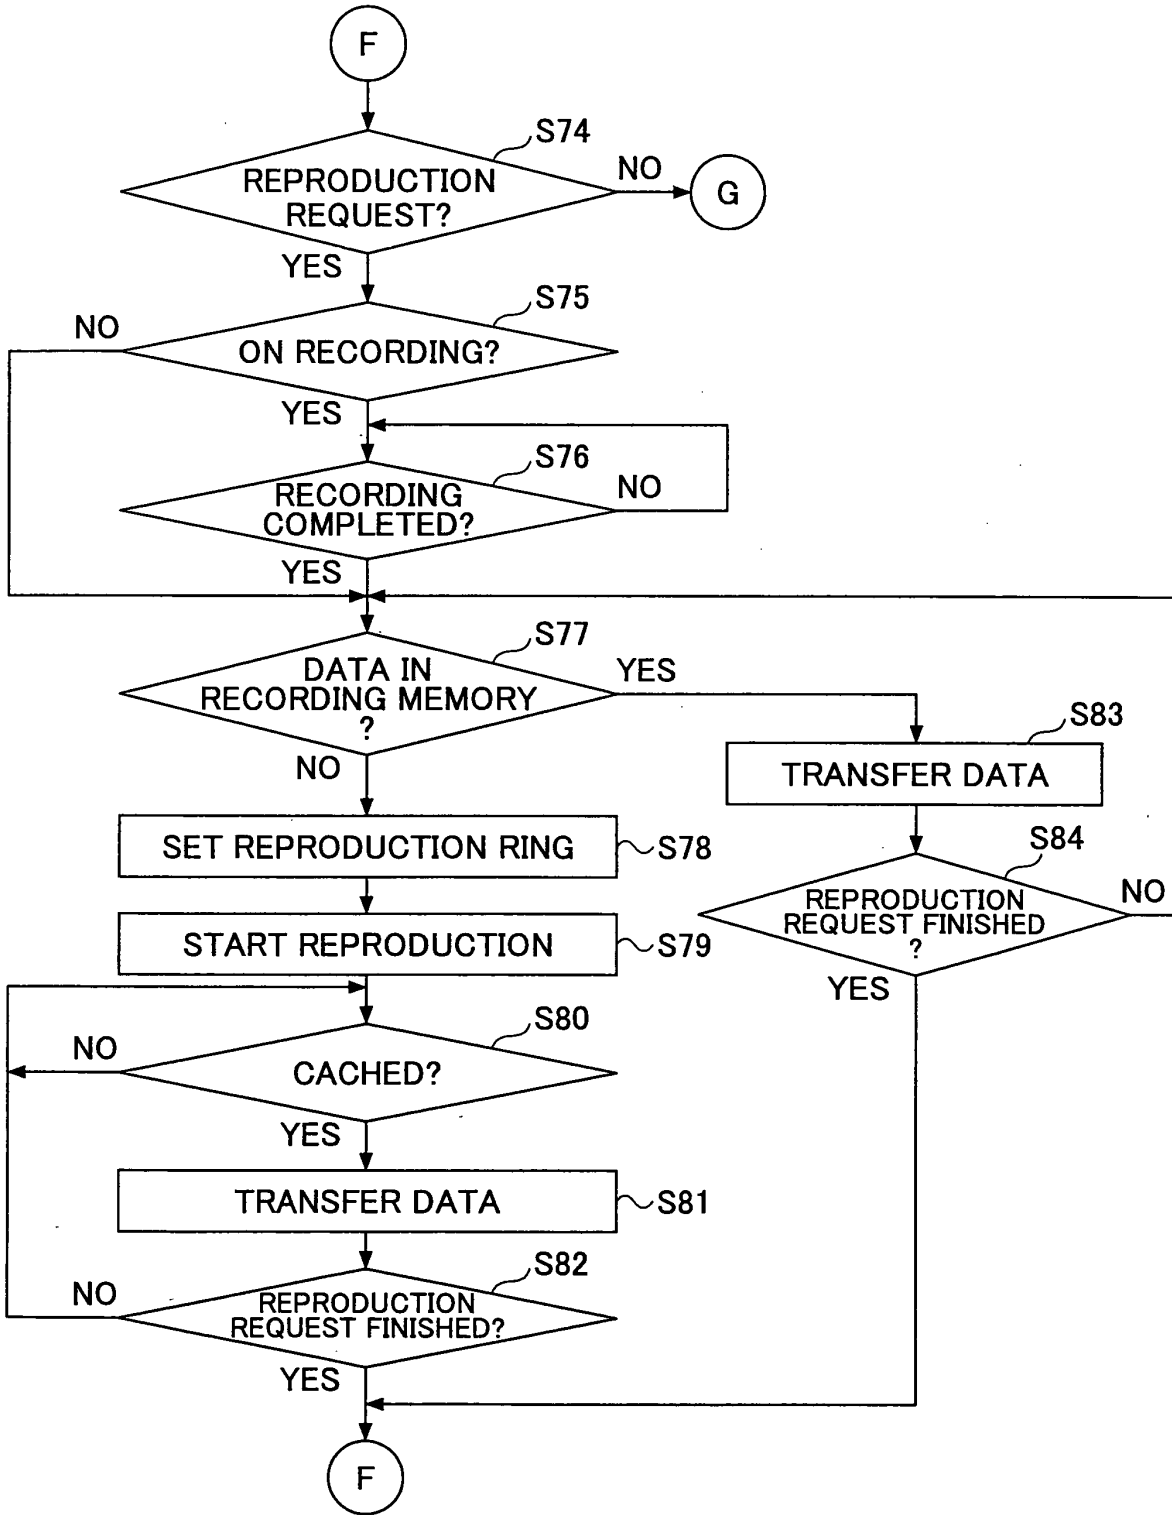 F
S74
REPRODUCTION
REQUEST?
NO
G
YES
S75
NO
ON RECORDING?
YES
S76
RECORDING
COMPLETED?
NO
YES
S77
DATA IN
RECORDING MEMORY
?
YES
NO
S83
TRANSFER DATA
SET REPRODUCTION RING
S78
S84
REPRODUCTION
REQUEST FINISHED
?
NO
YES
START REPRODUCTION
S79
S80
NO
CACHED?
YES
TRANSFER DATA
S81
S82
NO
REPRODUCTION
REQUEST FINISHED?
YES
F